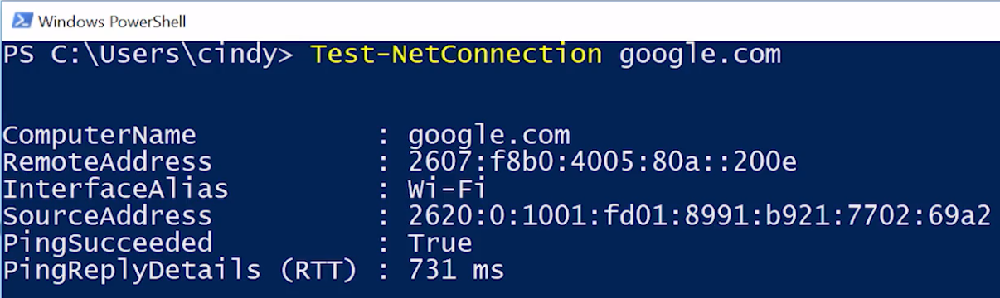 Windows PowerShell
PS C:\Users\cindy> Test-NetConnection google.com
ComputerName : google.com
RemoteAddress : 2607:f8b0:4005:80a::200e
InterfaceAlias : Wi-Fi
SourceAddress : 2620:0:1001:fd01:8991:b921:7702:69a2
PingSucceeded : True
PingReplyDetails (RTT) : 731 ms